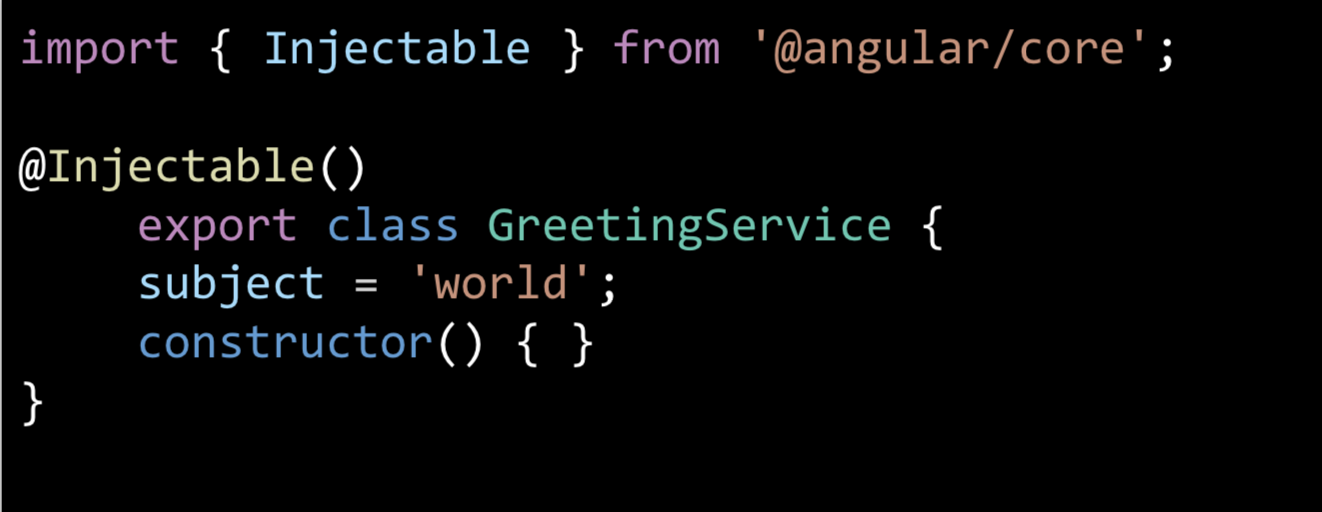 import { Injectable } from '@angular/core';
@Injectable()
export class GreetingService {
subject = 'world';
constructor() { }
}